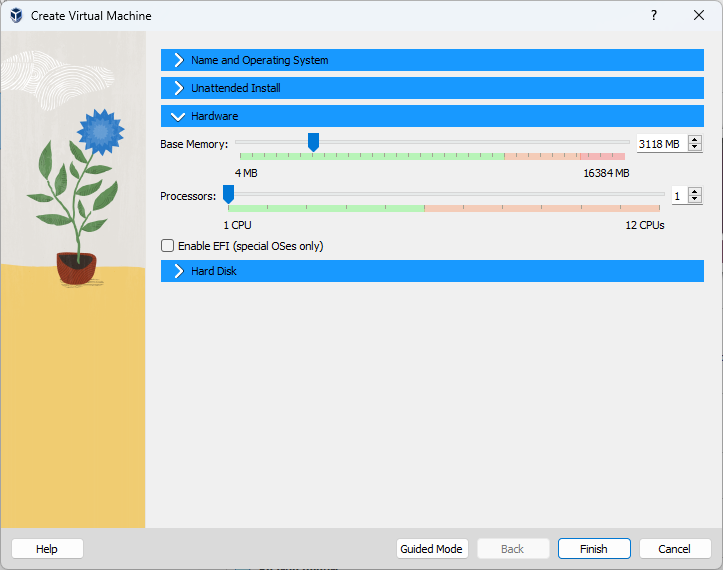 Create Virtual Machine
Name and Operating System
Unattended Install
Hardware
Base Memory: 3118 MB
4 MB 16384 MB
Processors: 1
1 CPU 12 CPUs
Enable EFI (special OSes only)
Hard Disk
Help Guided Mode Back Finish Cancel